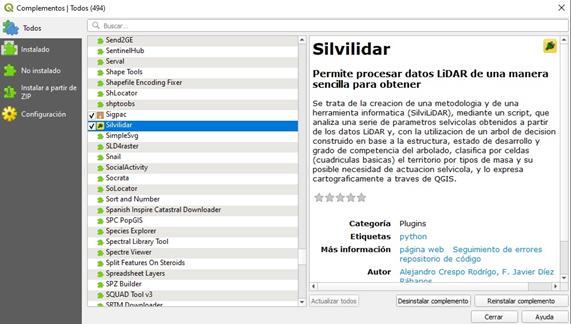 Complementos | Todos (494)
Todos
Instalado
No instalado
Instalar a partir de
ZIP
Configuración
Buscar...
Send2GE
SentinelHub
Serval
Shape Tools
Shapefile Encoding Fixer
ShLocator
shptoobs
Sigpac
Silvilidar
SimpleSvg
SLD4raster
Snail
SocialActivity
Socrata
SoLocator
Sort and Number
Spanish Inspire Catastral Downloader
SPC PopGIS
Species Explorer
Spectral Library Tool
Spectre Viewer
Split Features On Steroids
Spreadsheet Layers
SPZ Builder
SQUAD Tool v3
SRTM Downloader
Silvilidar
Permite procesar datos LiDAR de una manera
sencilla para obtener
Se trata de la creacion de una metodologia y de una
herramienta informatica (SilviLiDAR), mediante un script, que
analiza una serie de parametros selvicolas obtenidos a partir
de los datos LiDAR y, con la utilizacion de un arbol de decision
construido en base a la estructura, estado de desarrollo y
grado de competencia del arbolado, clasifica por celdas
(cuadriculas basicas) el territorio por tipos de masa y su
posible necesidad de actuacion selvicola, y lo expresa
cartograficamente a traves de QGIS.
Categoría Plugins
Etiquetas python
Más información página web Seguimiento de errores
repositorio de código
Autor Alejandro Crespo Rodrígo, F. Javier Díez
Rábanos
Actualizar todos Desinstalar complemento Reinstalar complemento
Cerrar Ayuda